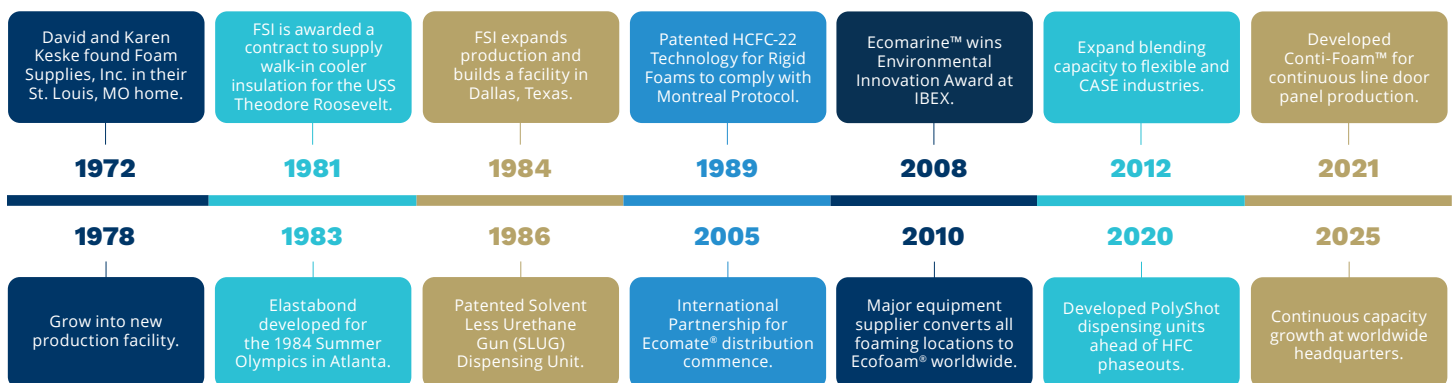 David and Karen
Keske found Foam
Supplies, Inc. in their
St. Louis, MO home.
FSI is awarded a
contract to supply
walk-in cooler
insulation for the USS
Theodore Roosevelt.
FSI expands
production and
builds a facility in
Dallas, Texas.
Patented HCFC-22
Technology for Rigid
Foams to comply with
Montreal Protocol.
Ecomarine™ wins
Environmental
Innovation Award at
IBEX.
Expand blending
capacity to flexible and
CASE industries.
Developed
Conti-Foam™ for
continuous line door
panel production.
1972
1981
1984
1989
2008
2012
2021
1978
1983
1986
2005
2010
2020
2025
Grow into new
production facility.
Elastabond
developed for
the 1984 Summer
Olympics in Atlanta.
Patented Solvent
Less Urethane
Gun (SLUG)
Dispensing Unit.
International
Partnership for
Ecomate® distribution
commence.
Major equipment
supplier converts all
foaming locations to
Ecofoam® worldwide.
Developed PolyShot
dispensing units
ahead of HFC
phaseouts.
Continuous capacity
growth at worldwide
headquarters.